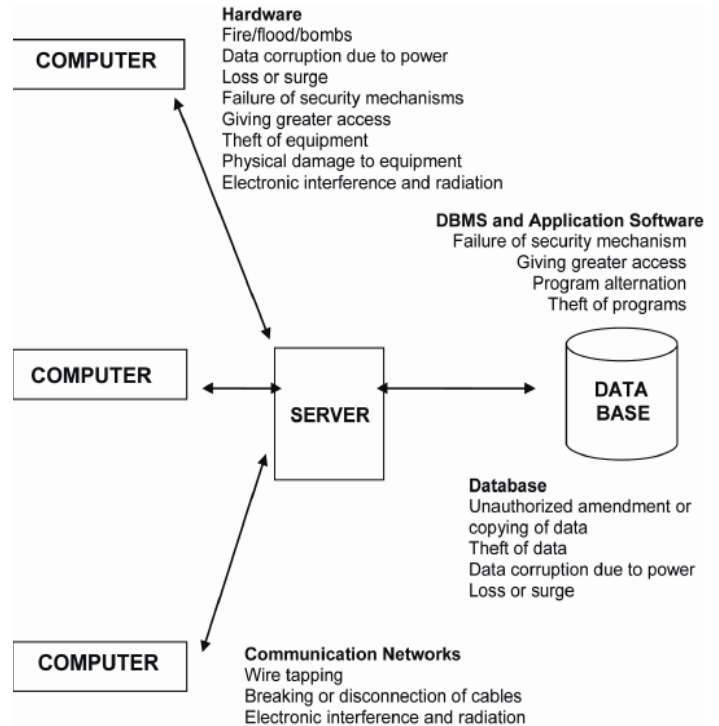 Hardware
Fire/flood/bombs
Data corruption due to power
Loss or surge
Failure of security mechanisms
Giving greater access
Theft of equipment
Physical damage to equipment
Electronic interference and radiation
COMPUTER
DBMS and Application Software
Failure of security mechanism
Giving greater access
Program alternation
Theft of programs
COMPUTER
SERVER
DATA
BASE
Database
Unauthorized amendment or
copying of data
Theft of data
Data corruption due to power
Loss or surge
COMPUTER
Communication Networks
Wire tapping
Breaking or disconnection of cables
Electronic interference and radiation